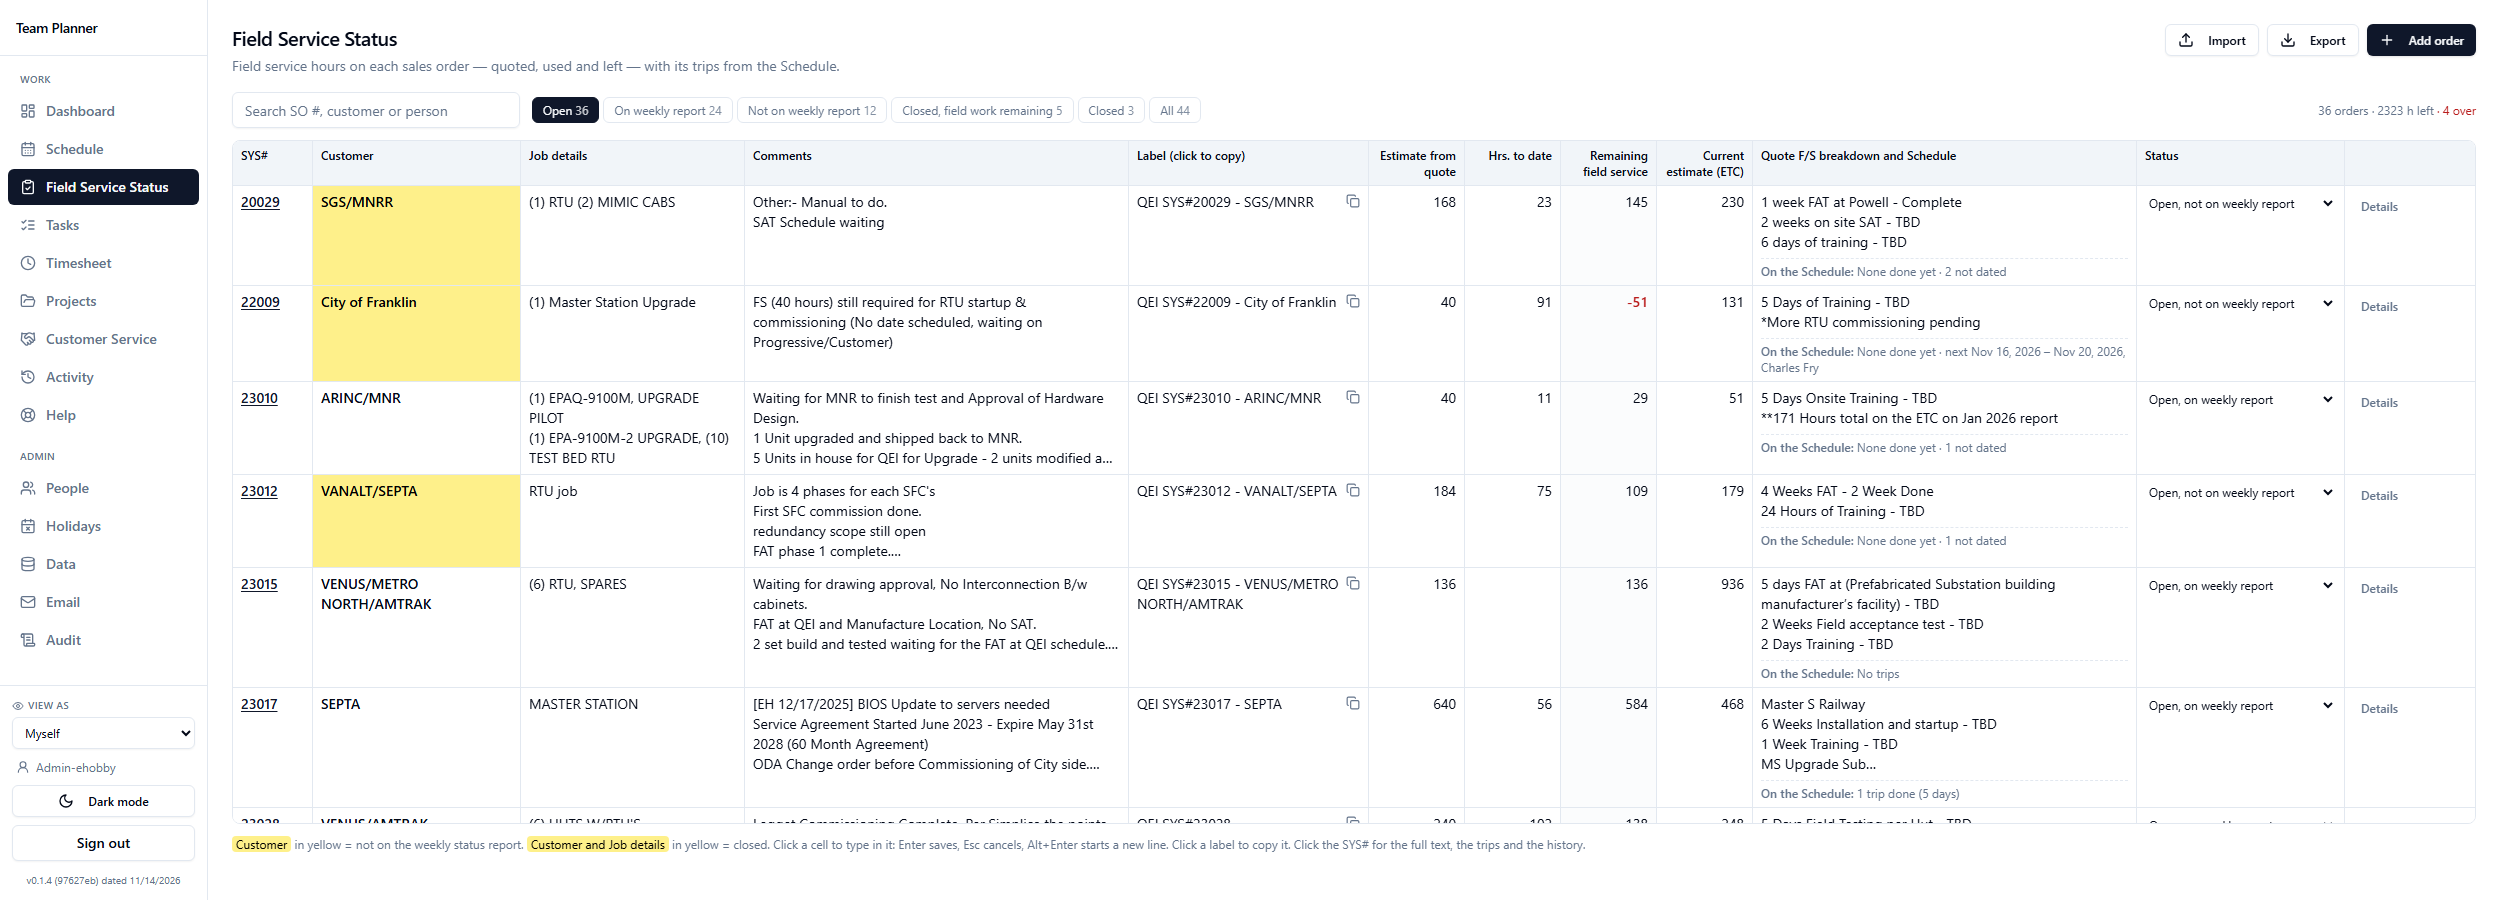 Team Planner
WORK
Dashboard
Schedule
Field Service Status
Tasks
Timesheet
Projects
Customer Service
Activity
Help
ADMIN
People
Holidays
Data
Email
Audit
VIEW AS
Myself
Admin-ehobby
Dark mode
Sign out
v0.1.4 (97627eb) dated 11/14/2026
Field Service Status
Field service hours on each sales order — quoted, used and left — with its trips from the Schedule.
Import
Export
Add order
Search SO #, customer or person
Open 36
On weekly report 24
Not on weekly report 12
Closed, field work remaining 5
Closed 3
All 44
36 orders · 2323 h left · 4 over
SYS#
Customer
Job details
Comments
Label (click to copy)
Estimate from
quote
Hrs. to date
Remaining
field service
Current
estimate (ETC)
Quote F/S breakdown and Schedule
Status
20029
SGS/MNRR
(1) RTU (2) MIMIC CABS
Other:- Manual to do.
SAT Schedule waiting
QEI SYS#20029 - SGS/MNRR
168
23
145
230
1 week FAT at Powell - Complete
2 weeks on site SAT - TBD
6 days of training - TBD
On the Schedule: None done yet · 2 not dated
Open, not on weekly report
Details
22009
City of Franklin
(1) Master Station Upgrade
FS (40 hours) still required for RTU startup &
commissioning (No date scheduled, waiting on
Progressive/Customer)
QEI SYS#22009 - City of Franklin
40
91
-51
131
5 Days of Training - TBD
*More RTU commissioning pending
On the Schedule: None done yet · next Nov 16, 2026 – Nov 20, 2026,
Charles Fry
Open, not on weekly report
Details
23010
ARINC/MNR
(1) EPAQ-9100M, UPGRADE
PILOT
(1) EPA-9100M-2 UPGRADE, (10)
TEST BED RTU
Waiting for MNR to finish test and Approval of Hardware
Design.
1 Unit upgraded and shipped back to MNR.
5 Units in house for QEI for Upgrade - 2 units modified a...
QEI SYS#23010 - ARINC/MNR
40
11
29
51
5 Days Onsite Training - TBD
**171 Hours total on the ETC on Jan 2026 report
On the Schedule: None done yet · 1 not dated
Open, on weekly report
Details
23012
VANALT/SEPTA
RTU job
Job is 4 phases for each SFC's
First SFC commission done.
redundancy scope still open
FAT phase 1 complete....
QEI SYS#23012 - VANALT/SEPTA
184
75
109
179
4 Weeks FAT - 2 Week Done
24 Hours of Training - TBD
On the Schedule: None done yet · 1 not dated
Open, not on weekly report
Details
23015
VENUS/METRO
NORTH/AMTRAK
(6) RTU, SPARES
Waiting for drawing approval, No Interconnection B/w
cabinets.
FAT at QEI and Manufacture Location, No SAT.
2 set build and tested waiting for the FAT at QEI schedule....
QEI SYS#23015 - VENUS/METRO
NORTH/AMTRAK
136
136
936
5 days FAT at (Prefabricated Substation building
manufacturer’s facility) - TBD
2 Weeks Field acceptance test - TBD
2 Days Training - TBD
On the Schedule: No trips
Open, on weekly report
Details
23017
SEPTA
MASTER STATION
[EH 12/17/2025] BIOS Update to servers needed
Service Agreement Started June 2023 - Expire May 31st
2028 (60 Month Agreement)
ODA Change order before Commissioning of City side....
QEI SYS#23017 - SEPTA
640
56
584
468
Master S Railway
6 Weeks Installation and startup - TBD
1 Week Training - TBD
MS Upgrade Sub...
On the Schedule: 1 trip done (5 days)
Open, on weekly report
Details
23028
VENUS/AMTRAK
QEI SYS#23028
Customer in yellow = not on the weekly status report. Customer and Job details in yellow = closed. Click a cell to type in it: Enter saves, Esc cancels, Alt+Enter starts a new line. Click a label to copy it. Click the SYS# for the full text, the trips and the history.